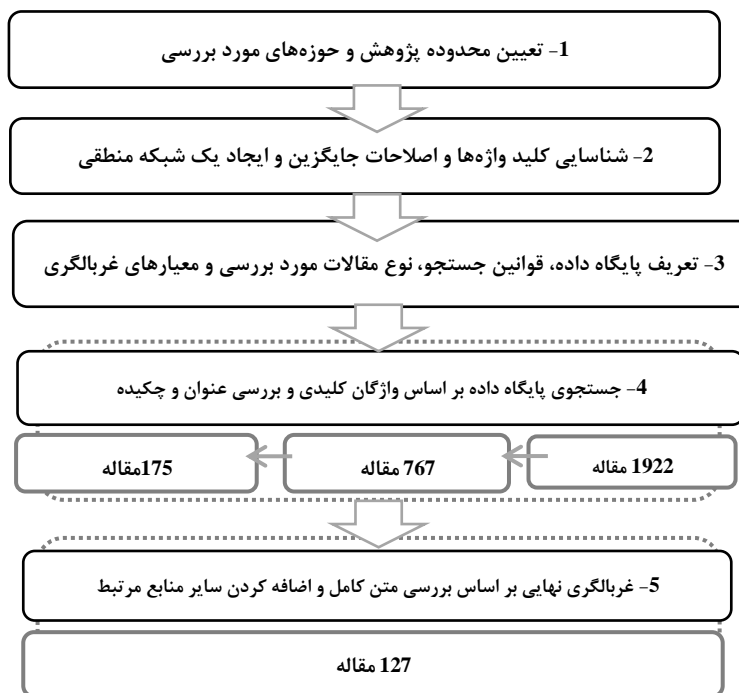 1- تعیین محدوده پژوهش و حوزه‌های مورد بررسی
2- شناسایی کلید واژه‌ها و اصلاحات جایگزین و ایجاد یک شبکه منطقی
3- تعریف پایگاه داده، قوانین جستجو، نوع مقالات مورد بررسی و معیارهای غربالگری
4- جستجوی پایگاه داده بر اساس واژگان کلیدی و بررسی عنوان و چکیده
1922 مقاله
767 مقاله
175مقاله
5- غربالگری نهایی بر اساس بررسی متن کامل و اضافه کردن سایر منابع مرتبط
127 مقاله